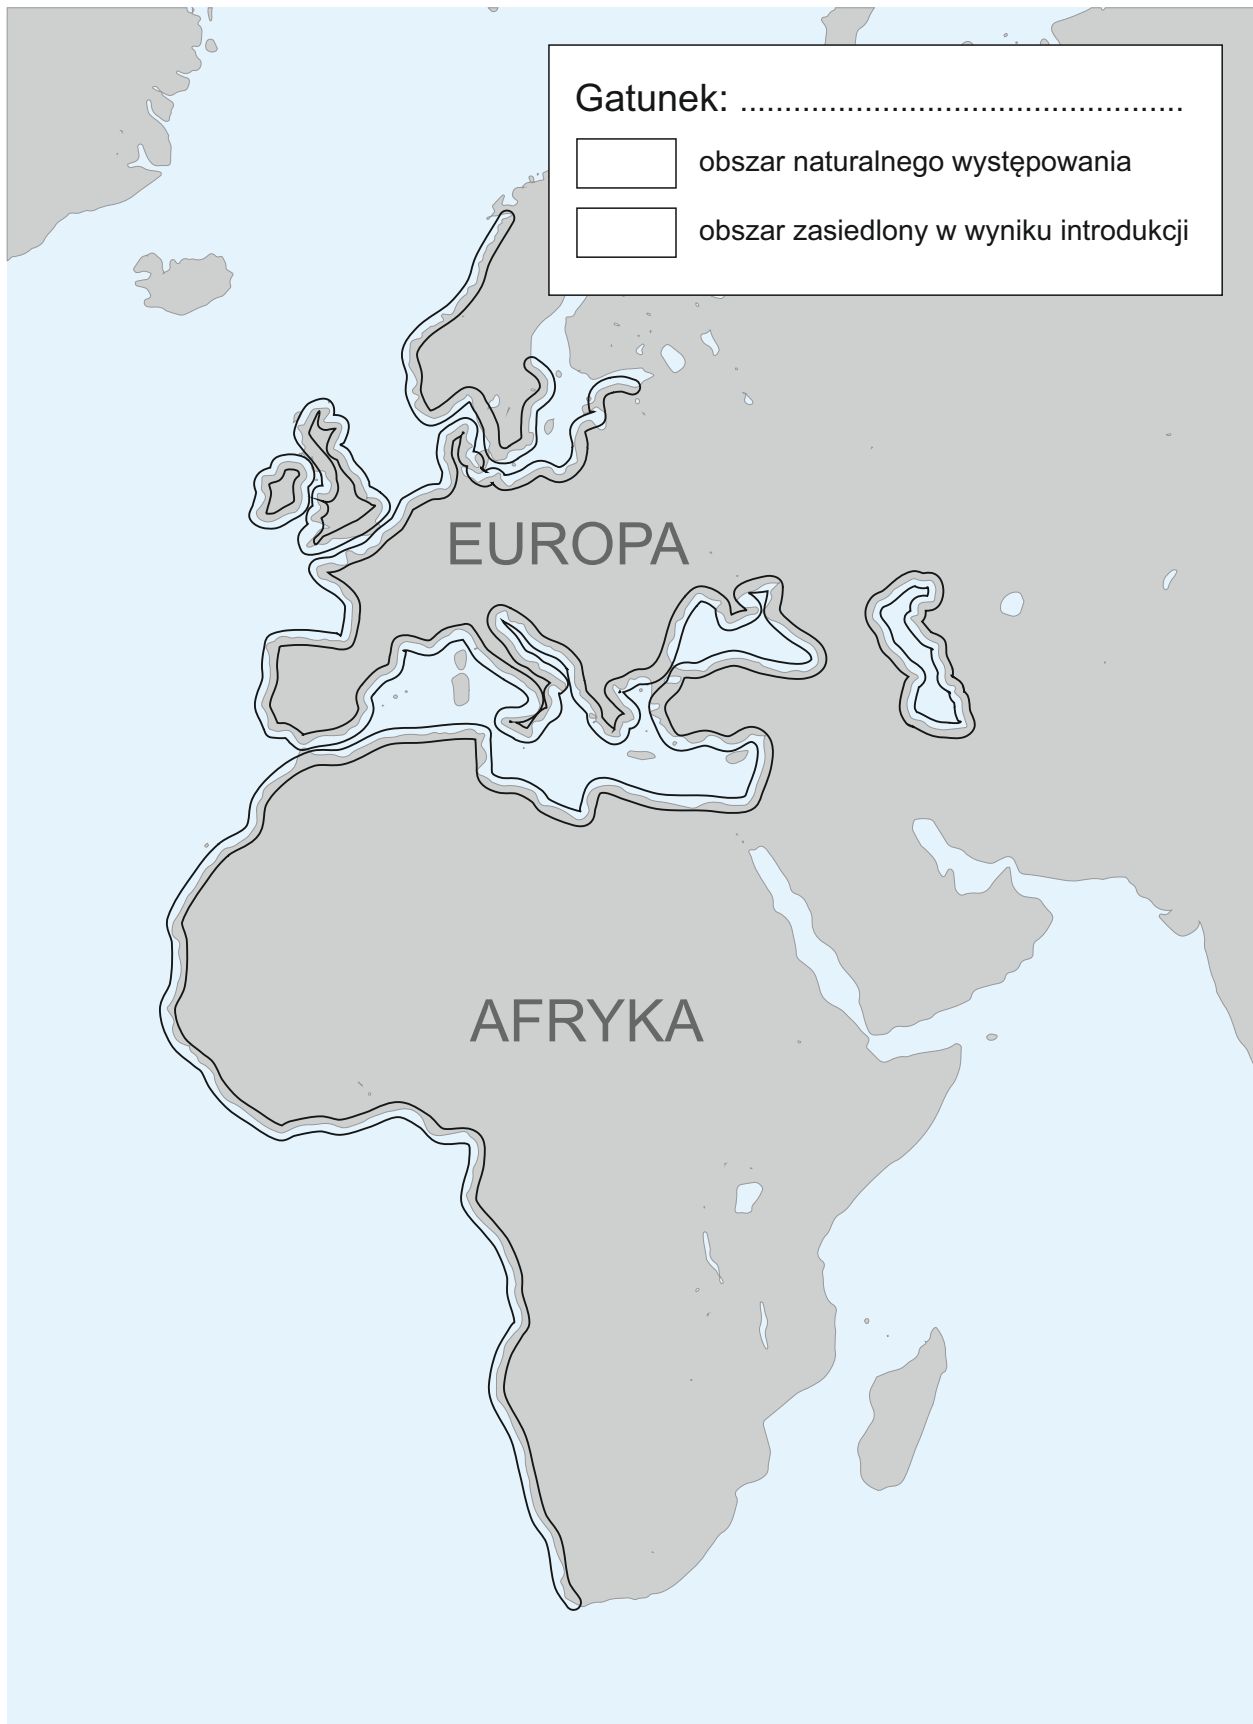 Gatunek: ................................................
obszar naturalnego występowania
obszar zasiedlony w wyniku introdukcji
EUROPA
AFRYKA